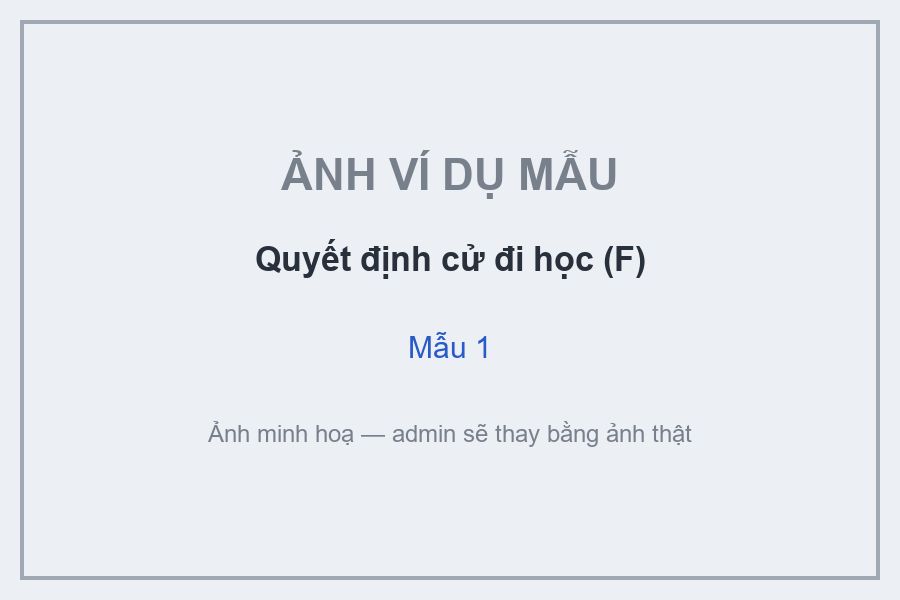 ẢNH VÍ DỤ MẪU
Quyết định cử đi học (F)
Mẫu 1
Ảnh minh hoạ — admin sẽ thay bằng ảnh thật